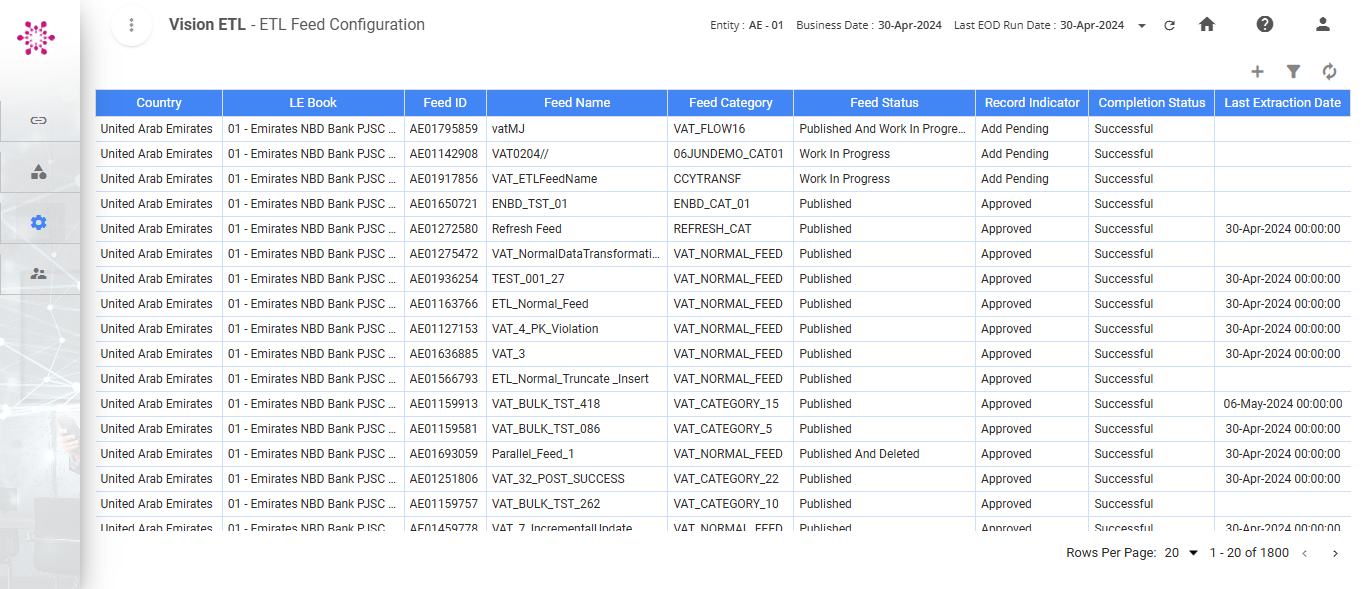 Vision ETL - ETL Feed Configuration Entity : AE - 01 Business Date : 30-Apr-2024 Last EOD Run Date : 30-Apr-2024
Country LE Book Feed ID Feed Name Feed Category Feed Status Record Indicator Completion Status Last Extraction Date
United Arab Emirates 01 - Emirates NBD Bank PJSC ... AE01795859 vatMJ VAT_FLOW16 Published And Work In Progre... Add Pending Successful
United Arab Emirates 01 - Emirates NBD Bank PJSC ... AE01142908 VAT0204// 06JUNDEMO_CAT01 Work In Progress Add Pending Successful
United Arab Emirates 01 - Emirates NBD Bank PJSC ... AE01917856 VAT_ETLFeedName CCYTRANSF Work In Progress Add Pending Successful
United Arab Emirates 01 - Emirates NBD Bank PJSC ... AE01650721 ENBD_TST_01 ENBD_CAT_01 Published Approved Successful
United Arab Emirates 01 - Emirates NBD Bank PJSC ... AE01272580 Refresh Feed REFRESH_CAT Published Approved Successful 30-Apr-2024 00:00:00
United Arab Emirates 01 - Emirates NBD Bank PJSC ... AE01275472 VAT_NormalDataTransformati... VAT_NORMAL_FEED Published Approved Successful
United Arab Emirates 01 - Emirates NBD Bank PJSC ... AE01936254 TEST_001_27 VAT_NORMAL_FEED Published Approved Successful 30-Apr-2024 00:00:00
United Arab Emirates 01 - Emirates NBD Bank PJSC ... AE01163766 ETL_Normal_Feed VAT_NORMAL_FEED Published Approved Successful 30-Apr-2024 00:00:00
United Arab Emirates 01 - Emirates NBD Bank PJSC ... AE01127153 VAT_4_PK_Violation VAT_NORMAL_FEED Published Approved Successful 30-Apr-2024 00:00:00
United Arab Emirates 01 - Emirates NBD Bank PJSC ... AE01636885 VAT_3 VAT_NORMAL_FEED Published Approved Successful 30-Apr-2024 00:00:00
United Arab Emirates 01 - Emirates NBD Bank PJSC ... AE01566793 ETL_Normal_Truncate _Insert VAT_NORMAL_FEED Published Approved Successful
United Arab Emirates 01 - Emirates NBD Bank PJSC ... AE01159913 VAT_BULK_TST_418 VAT_CATEGORY_15 Published Approved Successful 06-May-2024 00:00:00
United Arab Emirates 01 - Emirates NBD Bank PJSC ... AE01159581 VAT_BULK_TST_086 VAT_CATEGORY_5 Published Approved Successful 30-Apr-2024 00:00:00
United Arab Emirates 01 - Emirates NBD Bank PJSC ... AE01693059 Parallel_Feed_1 VAT_NORMAL_FEED Published And Deleted Approved Successful 30-Apr-2024 00:00:00
United Arab Emirates 01 - Emirates NBD Bank PJSC ... AE01251806 VAT_32_POST_SUCCESS VAT_CATEGORY_22 Published Approved Successful 30-Apr-2024 00:00:00
United Arab Emirates 01 - Emirates NBD Bank PJSC ... AE01159757 VAT_BULK_TST_262 VAT_CATEGORY_10 Published Approved Successful
United Arab Emirates 01 - Emirates NBD Bank PJSC AE01459778 VAT_7_IncrementalUpdate VAT_NORMAL_FEED Published Approved Successful 30-Apr-2024 00:00:00
Rows Per Page: 20 1 - 20 of 1800